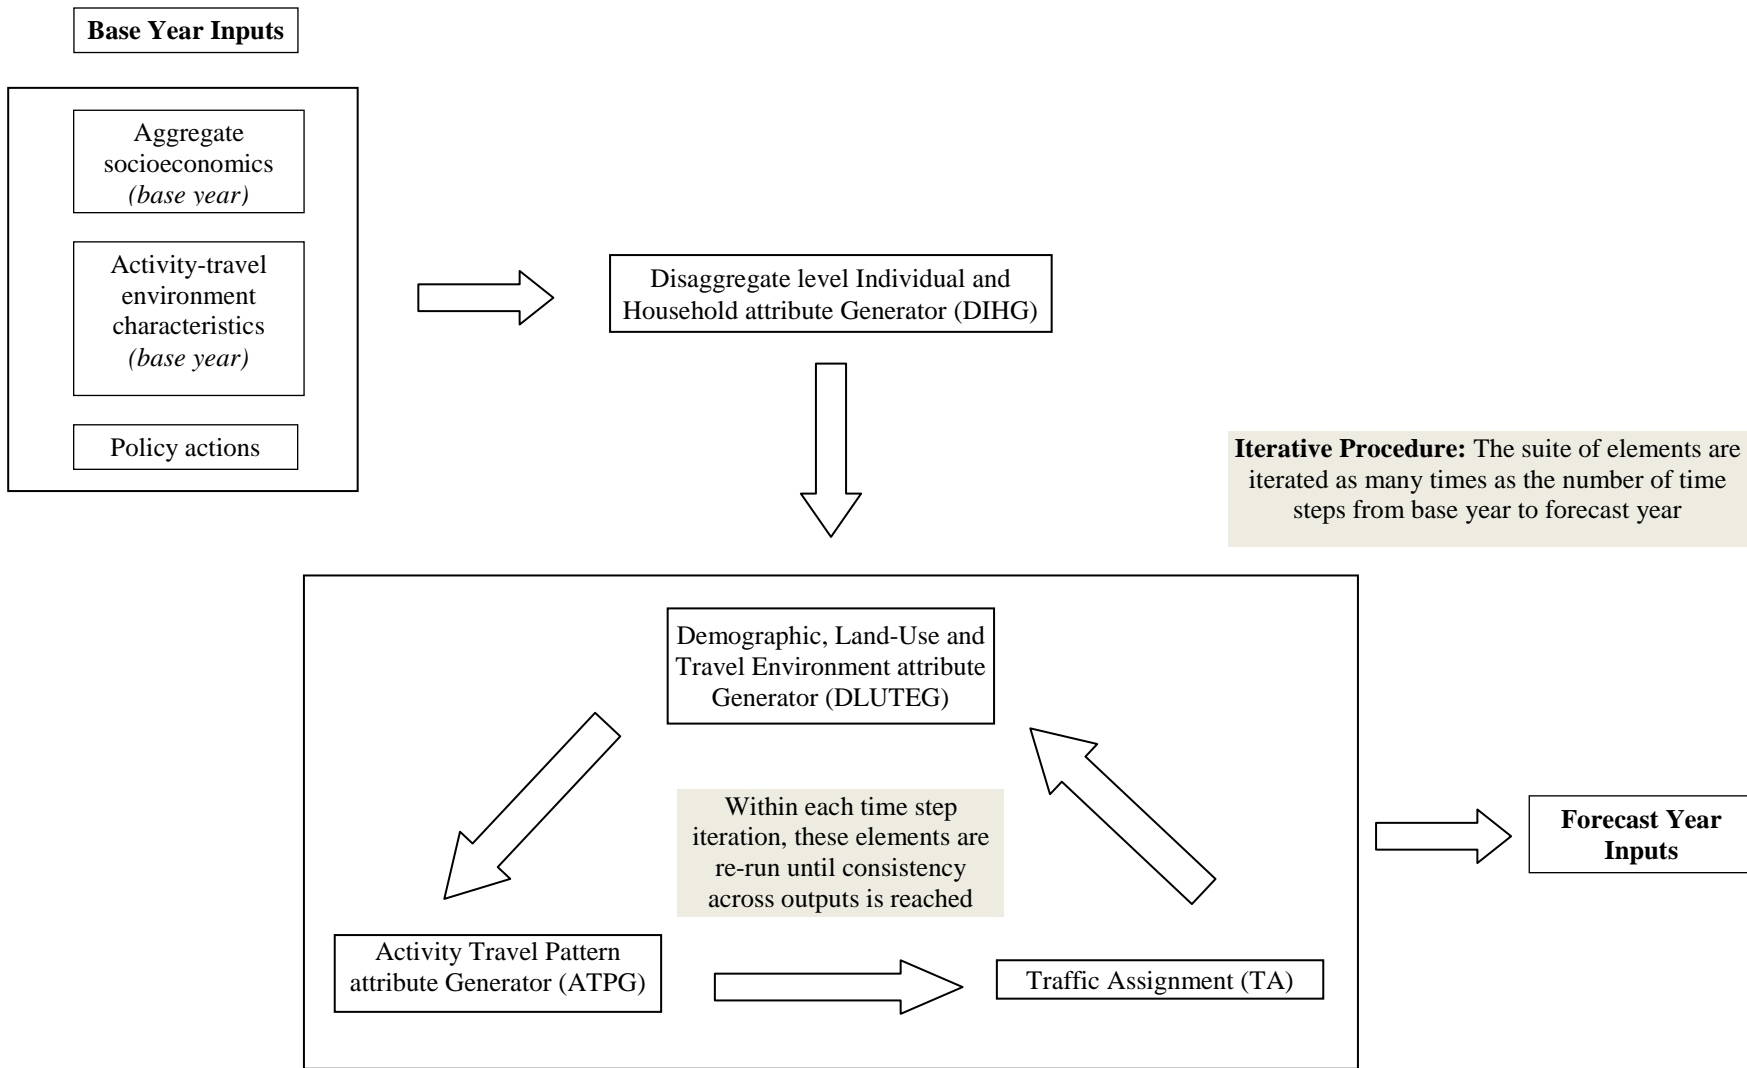 Base Year Inputs
Aggregate
socioeconomics
(base year)
Activity-travel
environment
characteristics
(base year)
Policy actions
Disaggregate level Individual and
Household attribute Generator (DIHG)
Iterative Procedure: The suite of elements are
iterated as many times as the number of time
steps from base year to forecast year
Demographic, Land-Use and
Travel Environment attribute
Generator (DLUTEG)
Within each time step
iteration, these elements are
re-run until consistency
across outputs is reached
Activity Travel Pattern
attribute Generator (ATPG)
Traffic Assignment (TA)
Forecast Year
Inputs